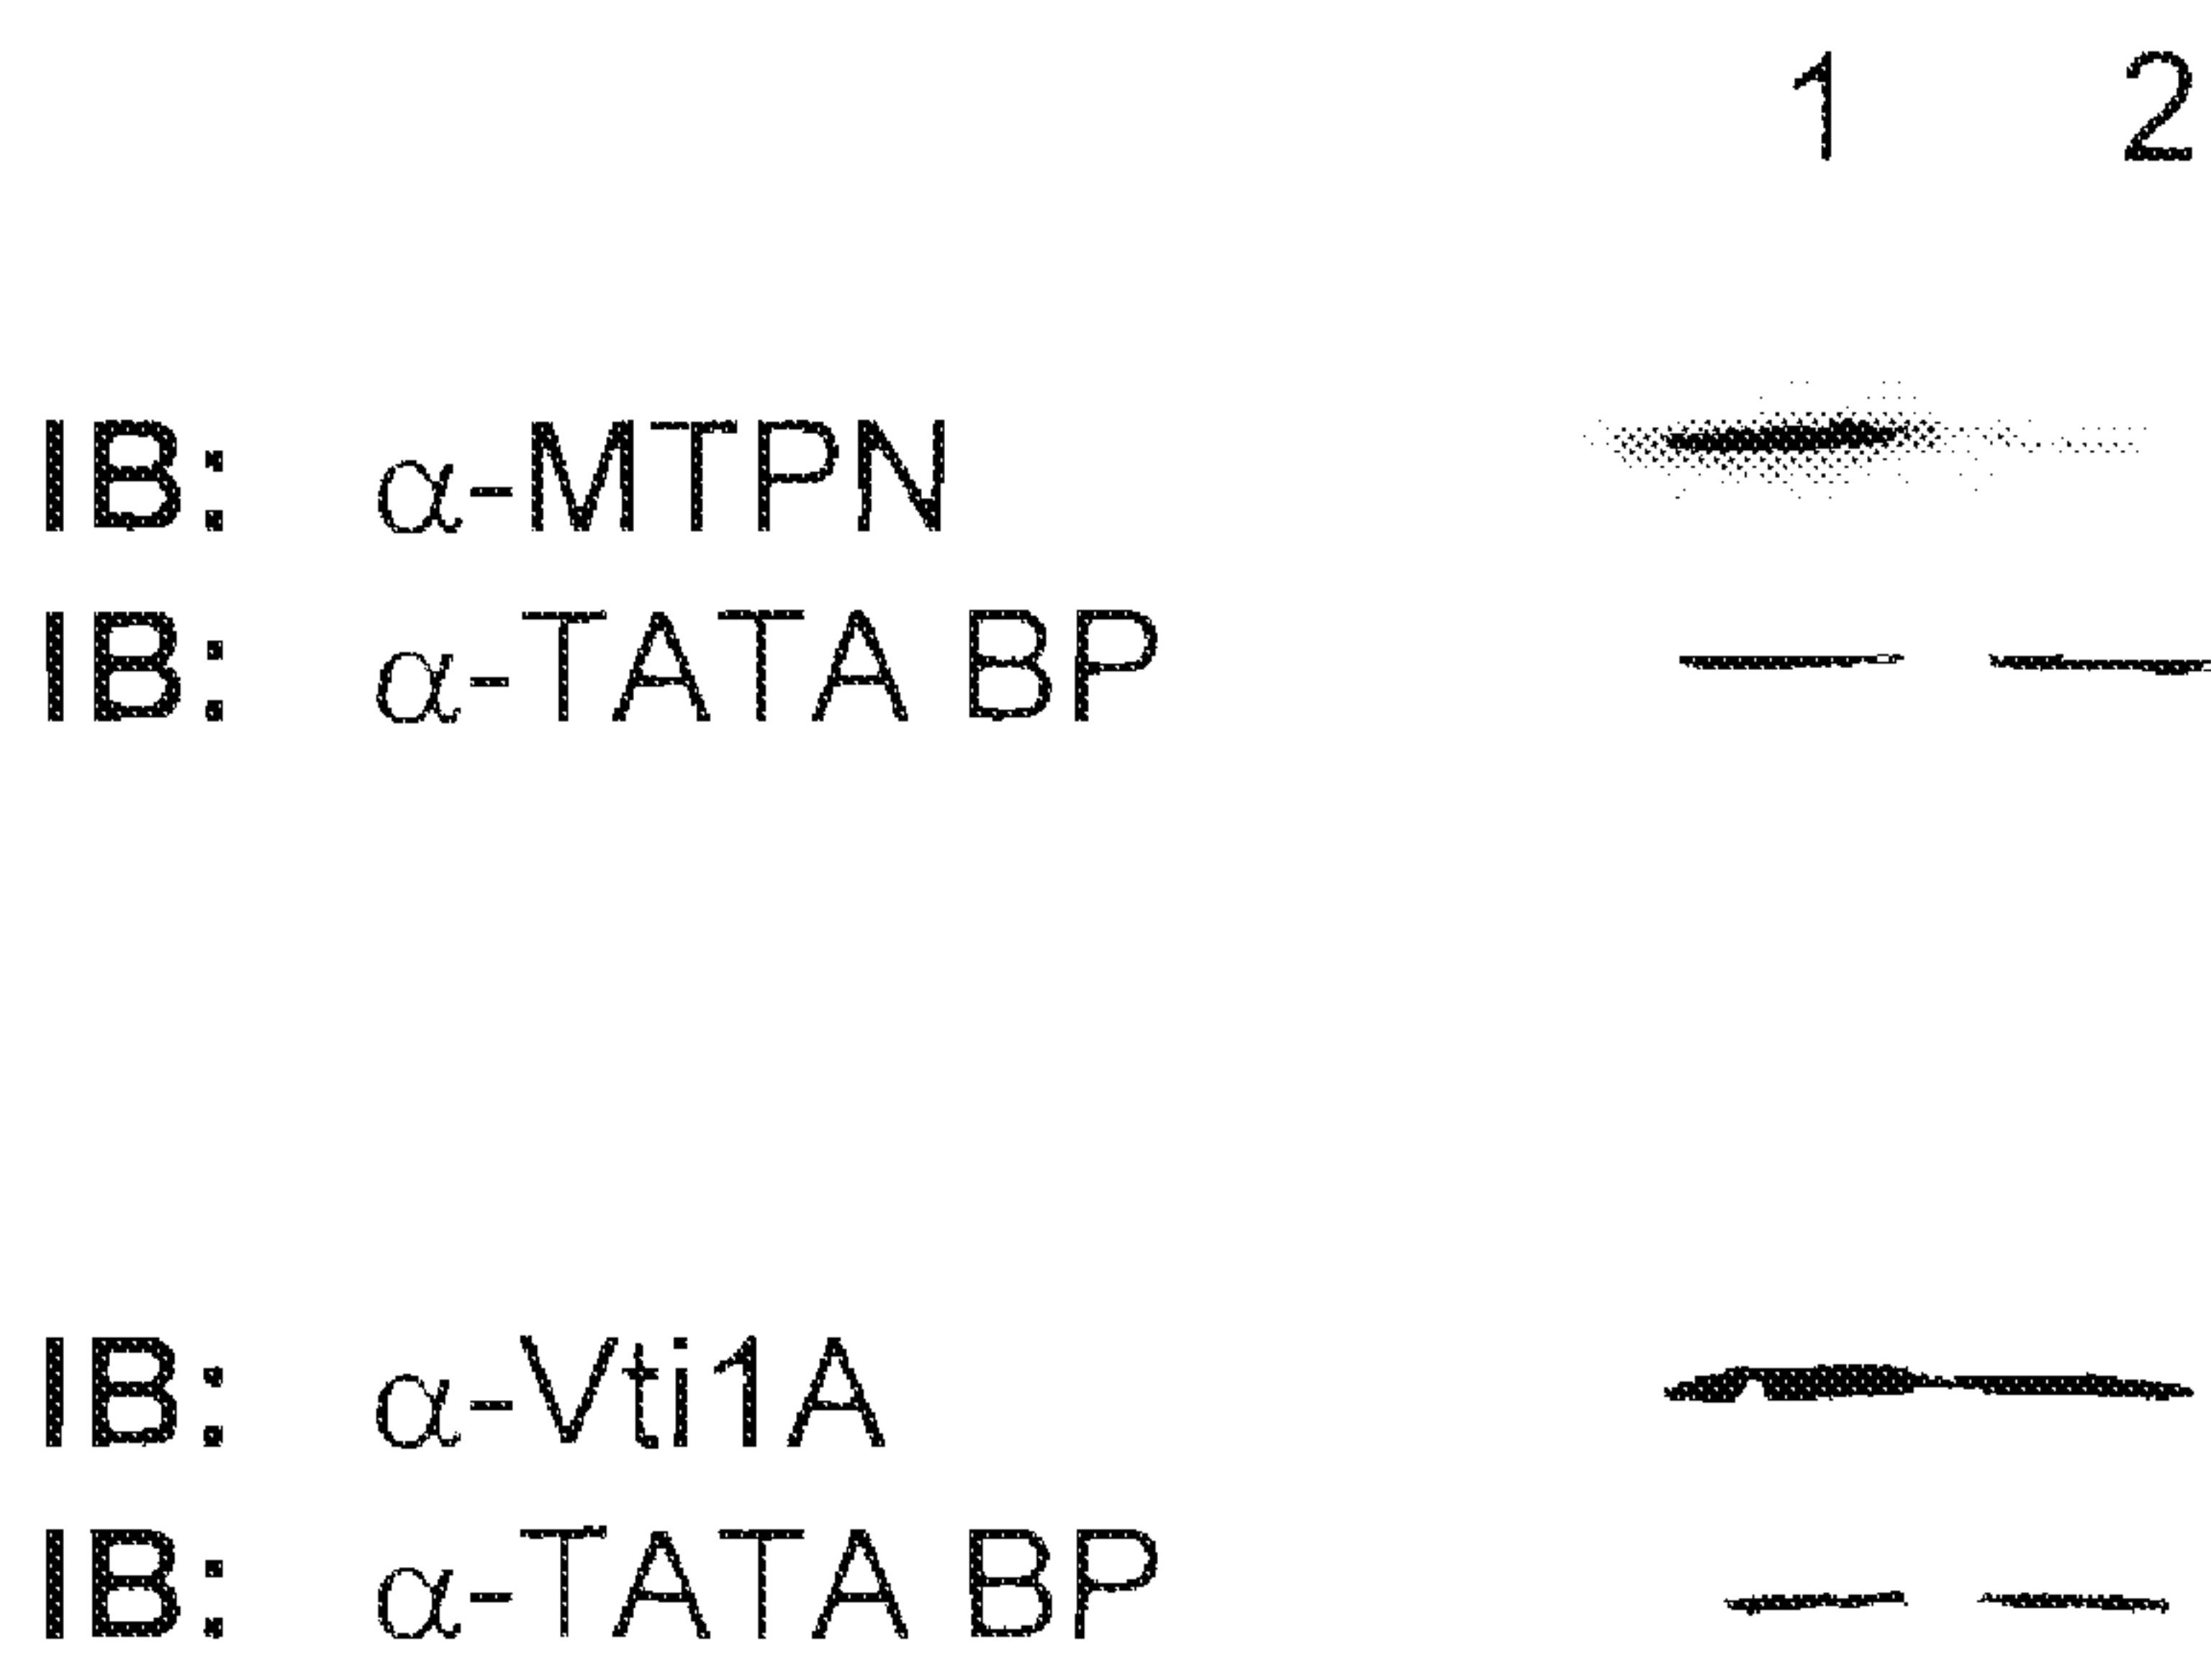 1 2
IB: α-MTPN
IB: α-TATA BP
IB: α-Vti1A
IB: α-TATA BP